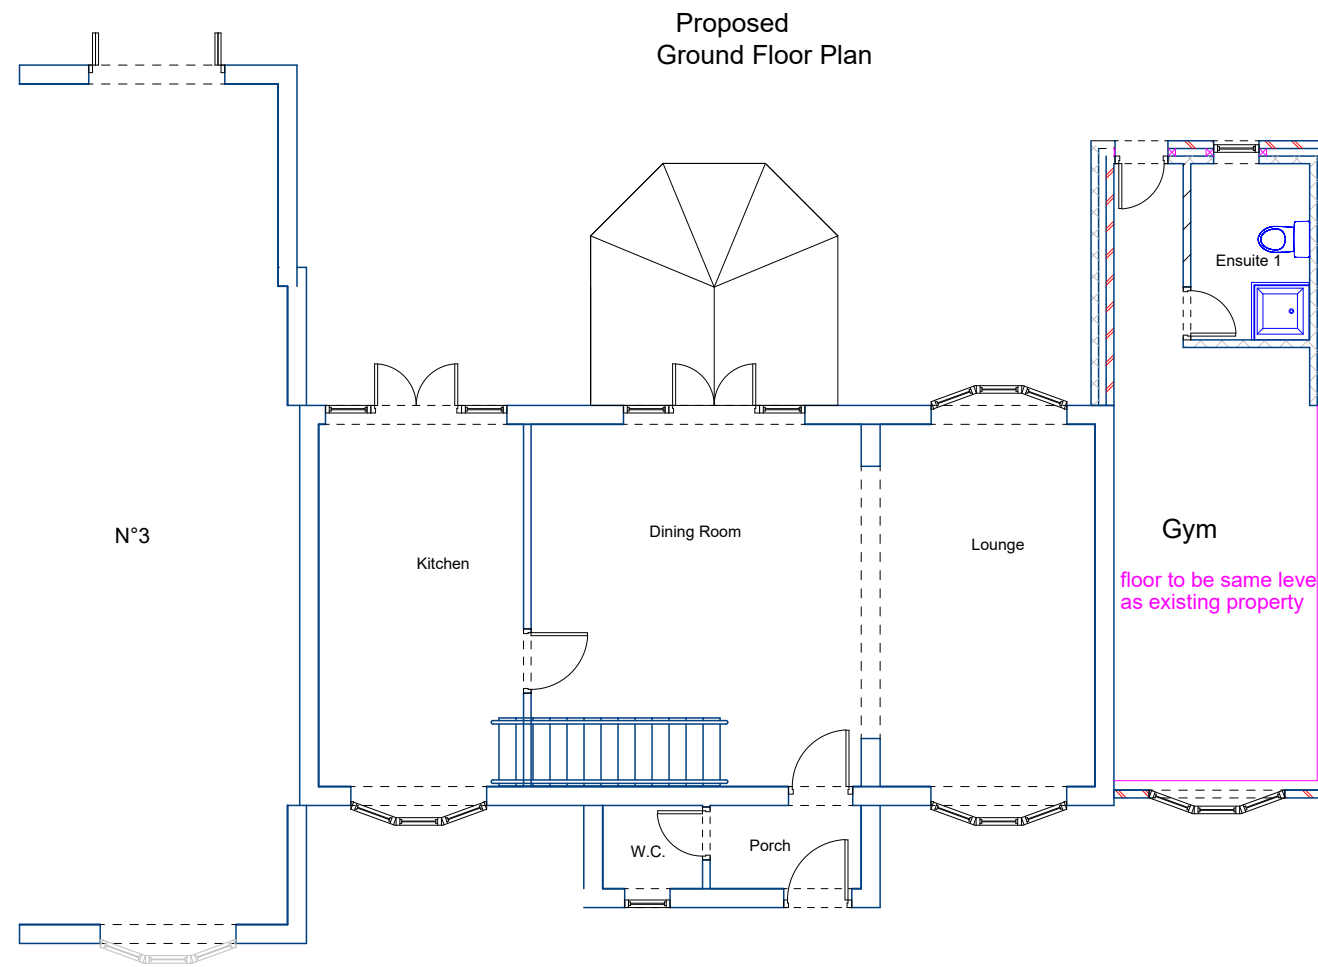 Proposed
Ground Floor Plan
Ensuite 1
N°3
Kitchen
Dining Room
Lounge
Gym
floor to be same leve
as existing property
W.C.
Porch